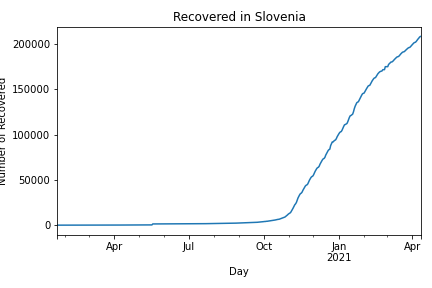 Recovered in Slovenia
Number of Recovered
200000
150000
100000
50000
0
Apr
Jul
Oct
Jan
2021
Apr
Day